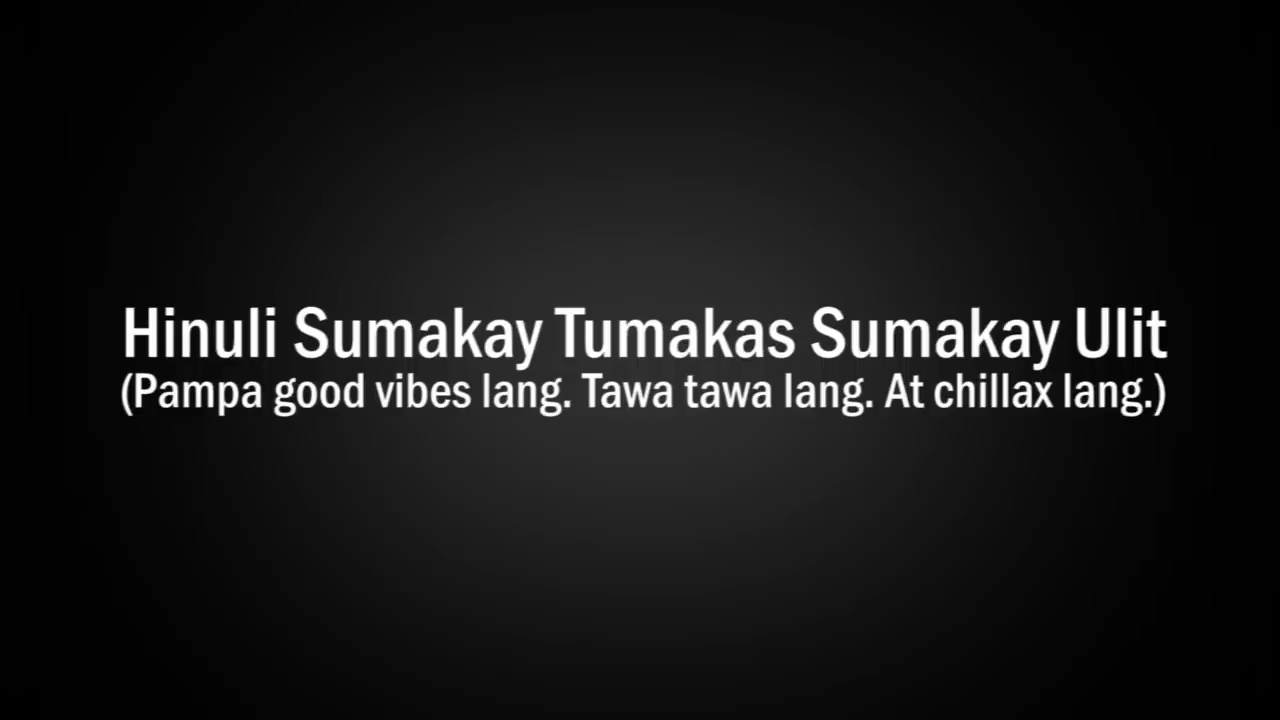 Hinuli Sumakay Tumakas Sumakay Ulit
(Pampa good vibes lang. Tawa tawa lang. At chillax lang.)